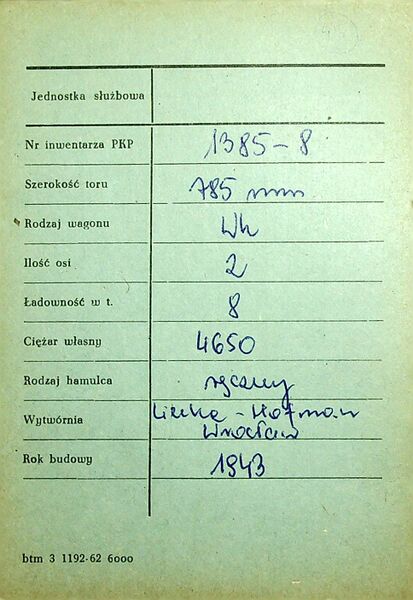 Jednostka służbowa
Nr inwentarza PKP 1385-8
Szerokość toru 785 mm
Rodzaj wagonu Wh
Ilość osi 2
Ładowność w t. 8
Ciężar własny 4650
Rodzaj hamulca ręczny
Wytwórnia Linke-Hofman
Wrocław
Rok budowy 1943
btm 3 1192-62 6000